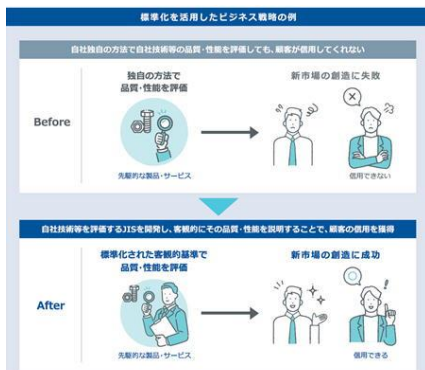 標準化を活用したビジネス戦略の例
自社独自の方法で自社技術等の品質・性能を評価しても、顧客が信用してくれない
Before
独自の方法で
品質・性能を評価
先駆的な製品・サービス
新市場の創造に失敗
信用できない
自社技術等を評価するJISを開発し、客観的にその品質・性能を説明することで、顧客の信用を獲得
After
標準化された客観的基準で
品質・性能を評価
先駆的な製品・サービス
新市場の創造に成功
信用できる